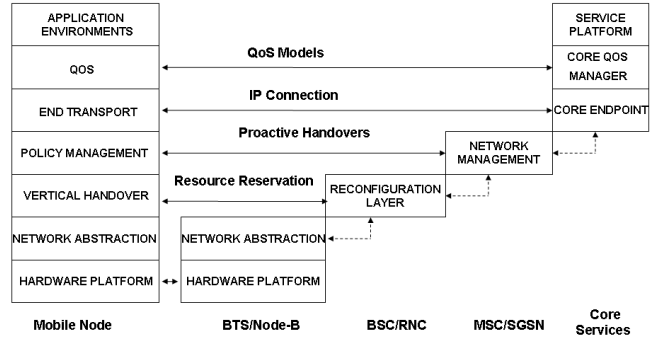 APPLICATION
ENVIRONMENTS
SERVICE
PLATFORM
QoS Models
QOS
CORE QOS
MANAGER
IP Connection
END TRANSPORT
CORE ENDPOINT
Proactive Handovers
POLICY MANAGEMENT
NETWORK
MANAGEMENT
Resource Reservation
VERTICAL HANDOVER
RECONFIGURATION
LAYER
NETWORK ABSTRACTION
NETWORK ABSTRACTION
HARDWARE PLATFORM
HARDWARE PLATFORM
Mobile Node
BTS/Node-B
BSC/RNC
MSC/SGSN
Core
Services